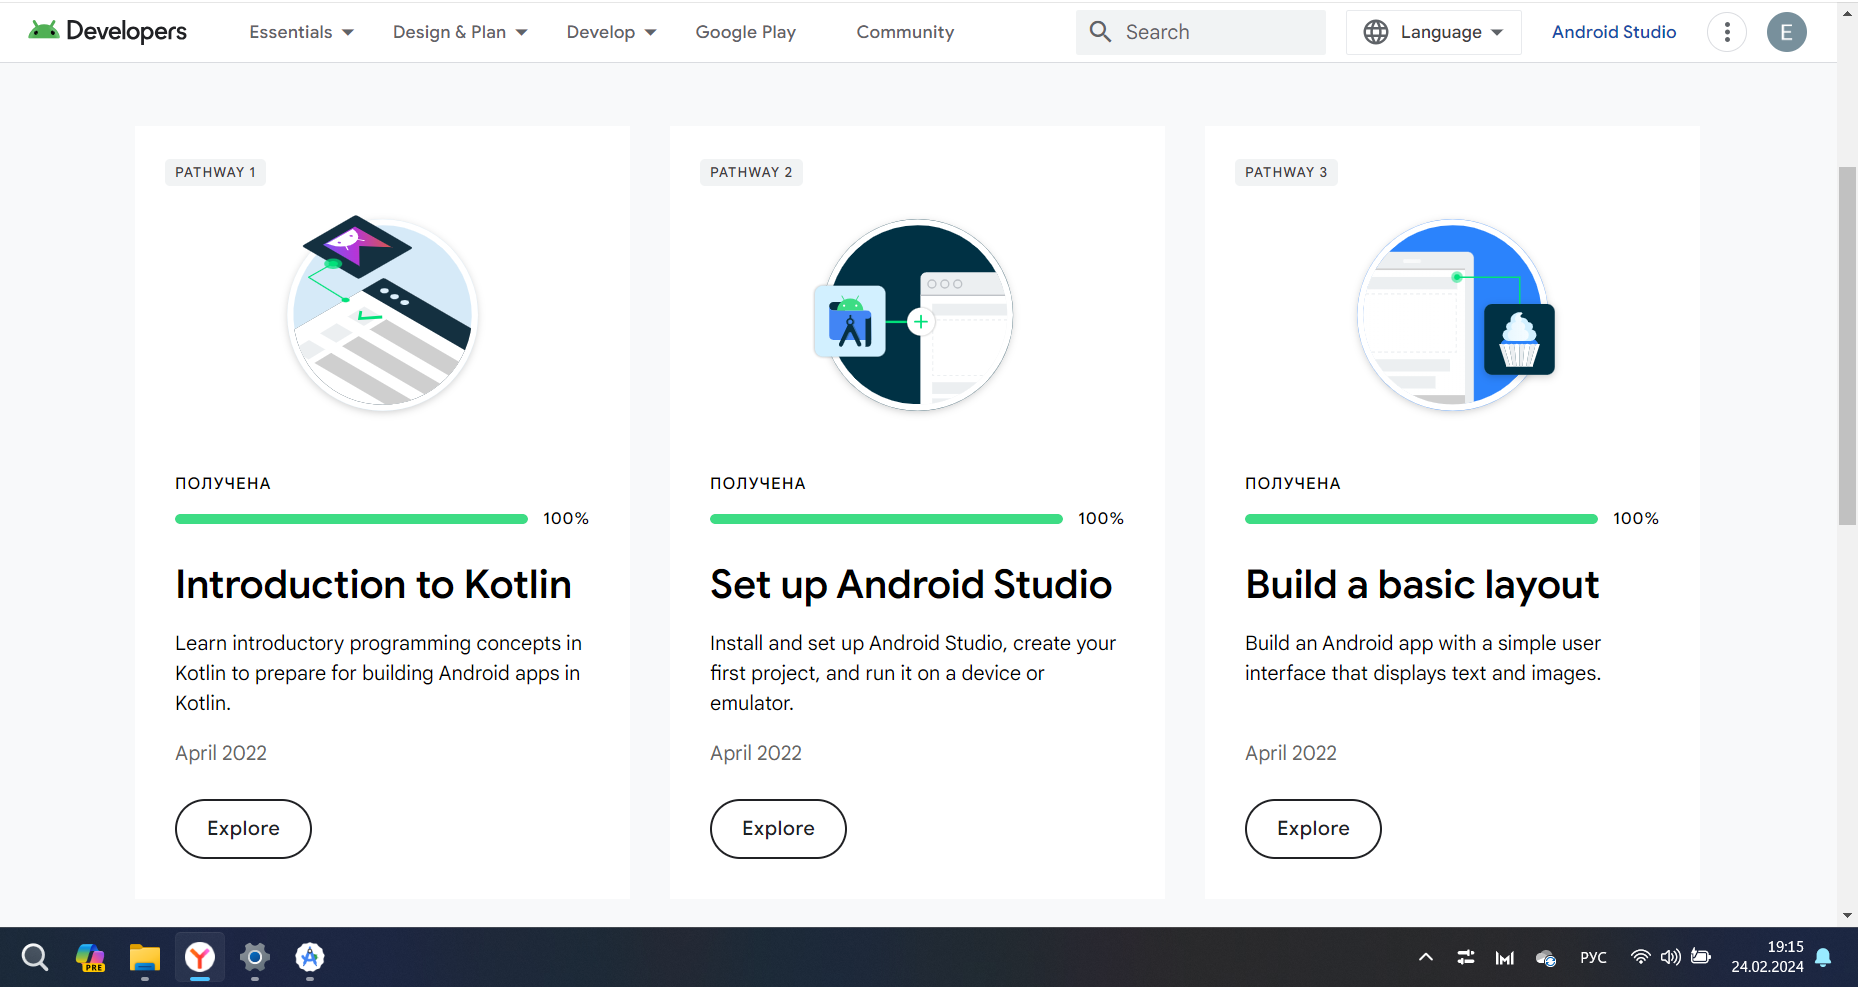 Developers
Essentials
Design & Plan
Develop
Google Play
Community
Search
Language
Android Studio
E
PATHWAY 1
ПОЛУЧЕНА
100%
Introduction to Kotlin
Learn introductory programming concepts in
Kotlin to prepare for building Android apps in
Kotlin.
April 2022
Explore
PATHWAY 2
ПОЛУЧЕНА
100%
Set up Android Studio
Install and set up Android Studio, create your
first project, and run it on a device or
emulator.
April 2022
Explore
PATHWAY 3
ПОЛУЧЕНА
100%
Build a basic layout
Build an Android app with a simple user
interface that displays text and images.
April 2022
Explore
PRE
РУС
19:15
24.02.2024